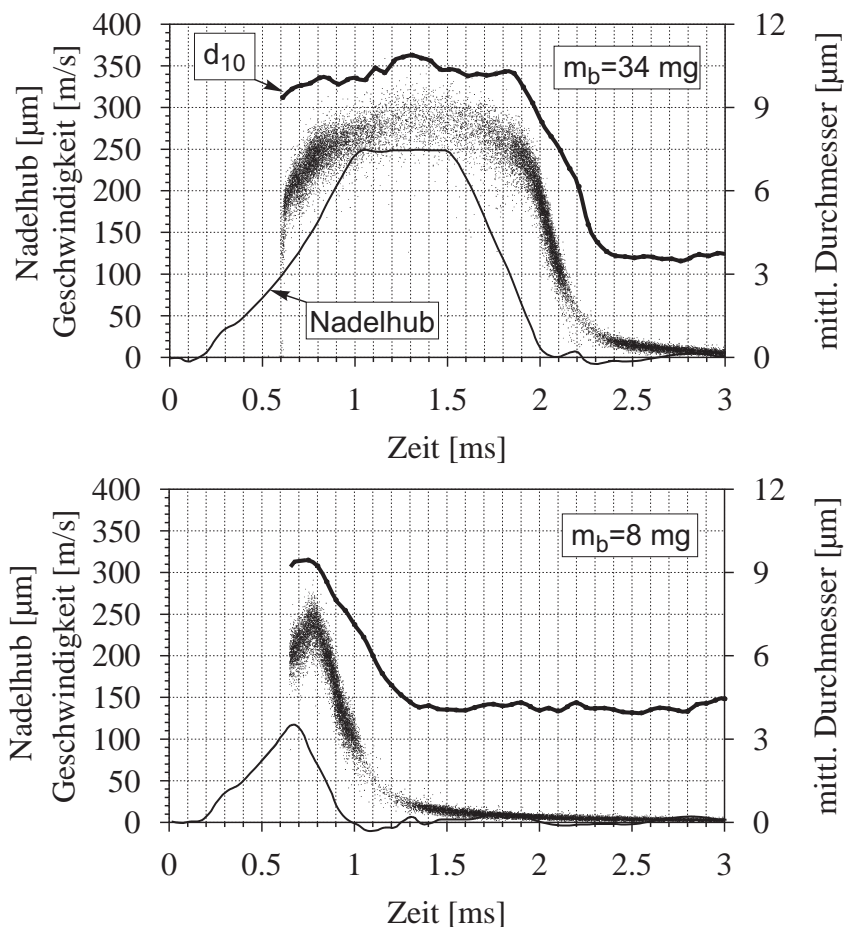 Nadelhub [µm]
Geschwindigkeit [m/s]
400
350
300
250
200
150
100
50
0
d10
mb=34 mg
Nadelhub
12
9
6
3
0
mittl. Durchmesser [µm]
0 0.5 1 1.5 2 2.5 3
Zeit [ms]
Nadelhub [µm]
Geschwindigkeit [m/s]
400
350
300
250
200
150
100
50
0
mb=8 mg
12
9
6
3
0
mittl. Durchmesser [µm]
0 0.5 1 1.5 2 2.5 3
Zeit [ms]